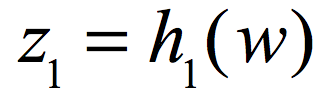 z₁ = h₁(w)